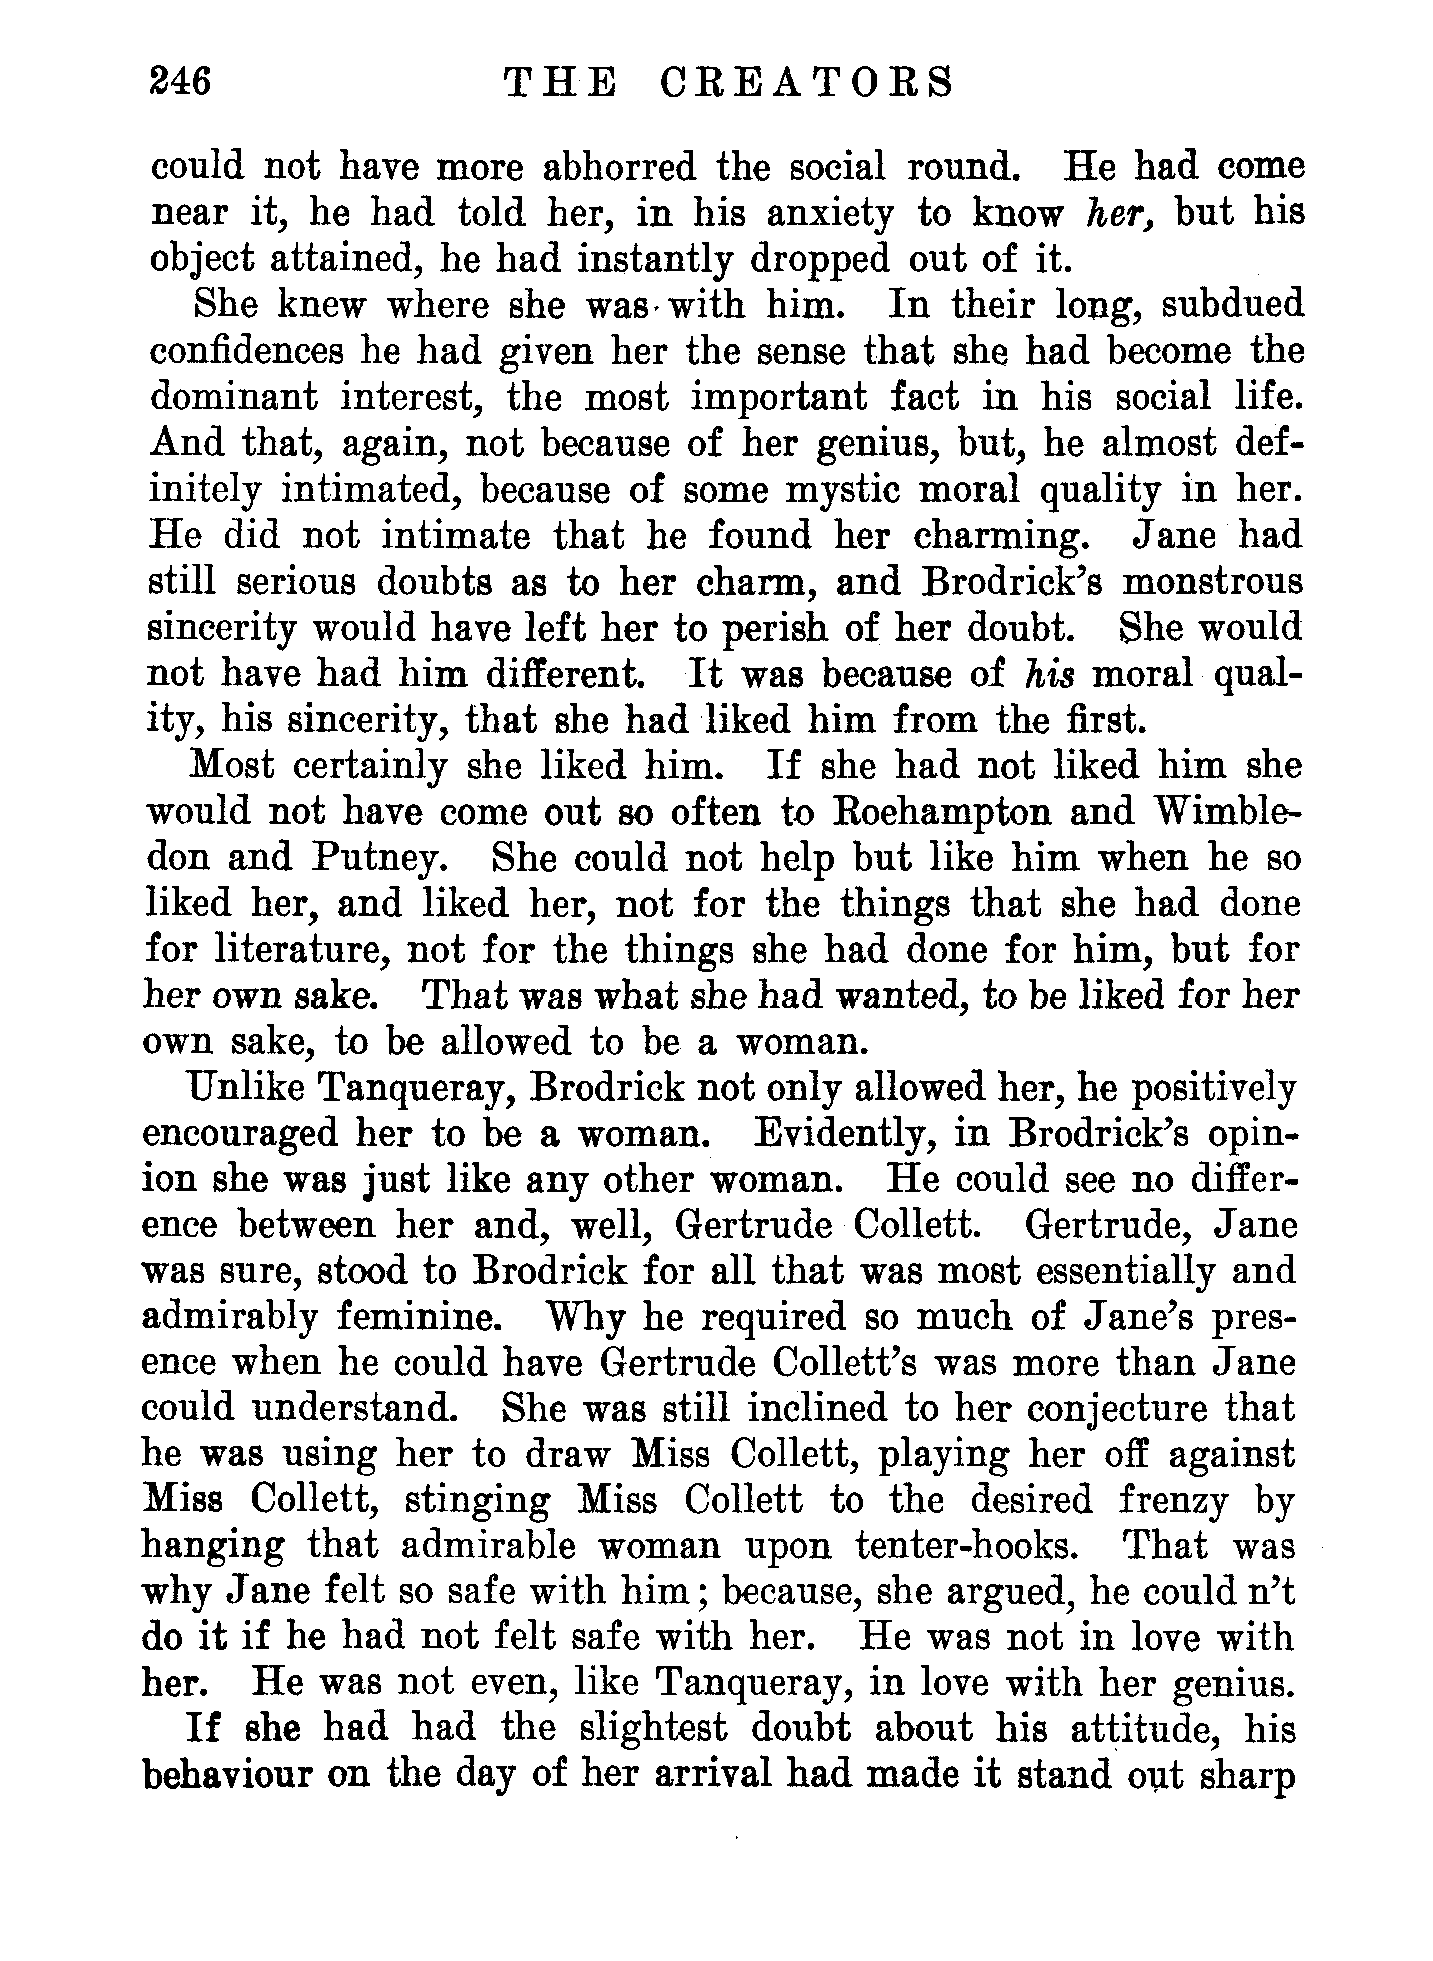 246 THE CREATORS
could not have more abhorred the social round. He had come
near it, he had told her, in his anxiety to know her, but his
object attained, he had instantly dropped out of it.
She knew where she was with him. In their long, subdued
confidences he had given her the sense that she had become the
dominant interest, the most important fact in his social life.
And that, again, not because of her genius, but, he almost def-
initely intimated, because of some mystic moral quality in her.
He did not intimate that he found her charming. Jane had
still serious doubts as to her charm, and Brodrick's monstrous
sincerity would have left her to perish of her doubt. She would
not have had him different. It was because of his moral qual-
ity, his sincerity, that she had liked him from the first.
Most certainly she liked him. If she had not liked him she
would not have come out so often to Roehampton and Wimble-
don and Putney. She could not help but like him when he so
liked her, and liked her, not for the things that she had done
for literature, not for the things she had done for him, but for
her own sake. That was what she had wanted, to be liked for her
own sake, to be allowed to be a woman.
Unlike Tanqueray, Brodrick not only allowed her, he positively
encouraged her to be a woman. Evidently, in Brodrick's opin-
ion she was just like any other woman. He could see no differ-
ence between her and, well, Gertrude Collett. Gertrude, Jane
was sure, stood to Brodrick for all that was most essentially and
admirably feminine. Why he required so much of Jane's pres-
ence when he could have Gertrude Collett's was more than Jane
could understand. She was still inclined to her conjecture that
he was using her to draw Miss Collett, playing her off against
Miss Collett, stinging Miss Collett to the desired frenzy by
hanging that admirable woman upon tenter-hooks. That was
why Jane felt so safe with him; because, she argued, he could n't
do it if he had not felt safe with her. He was not in love with
her. He was not even, like Tanqueray, in love with her genius.
If she had had the slightest doubt about his attitude, his
behaviour on the day of her arrival had made it stand out sharp